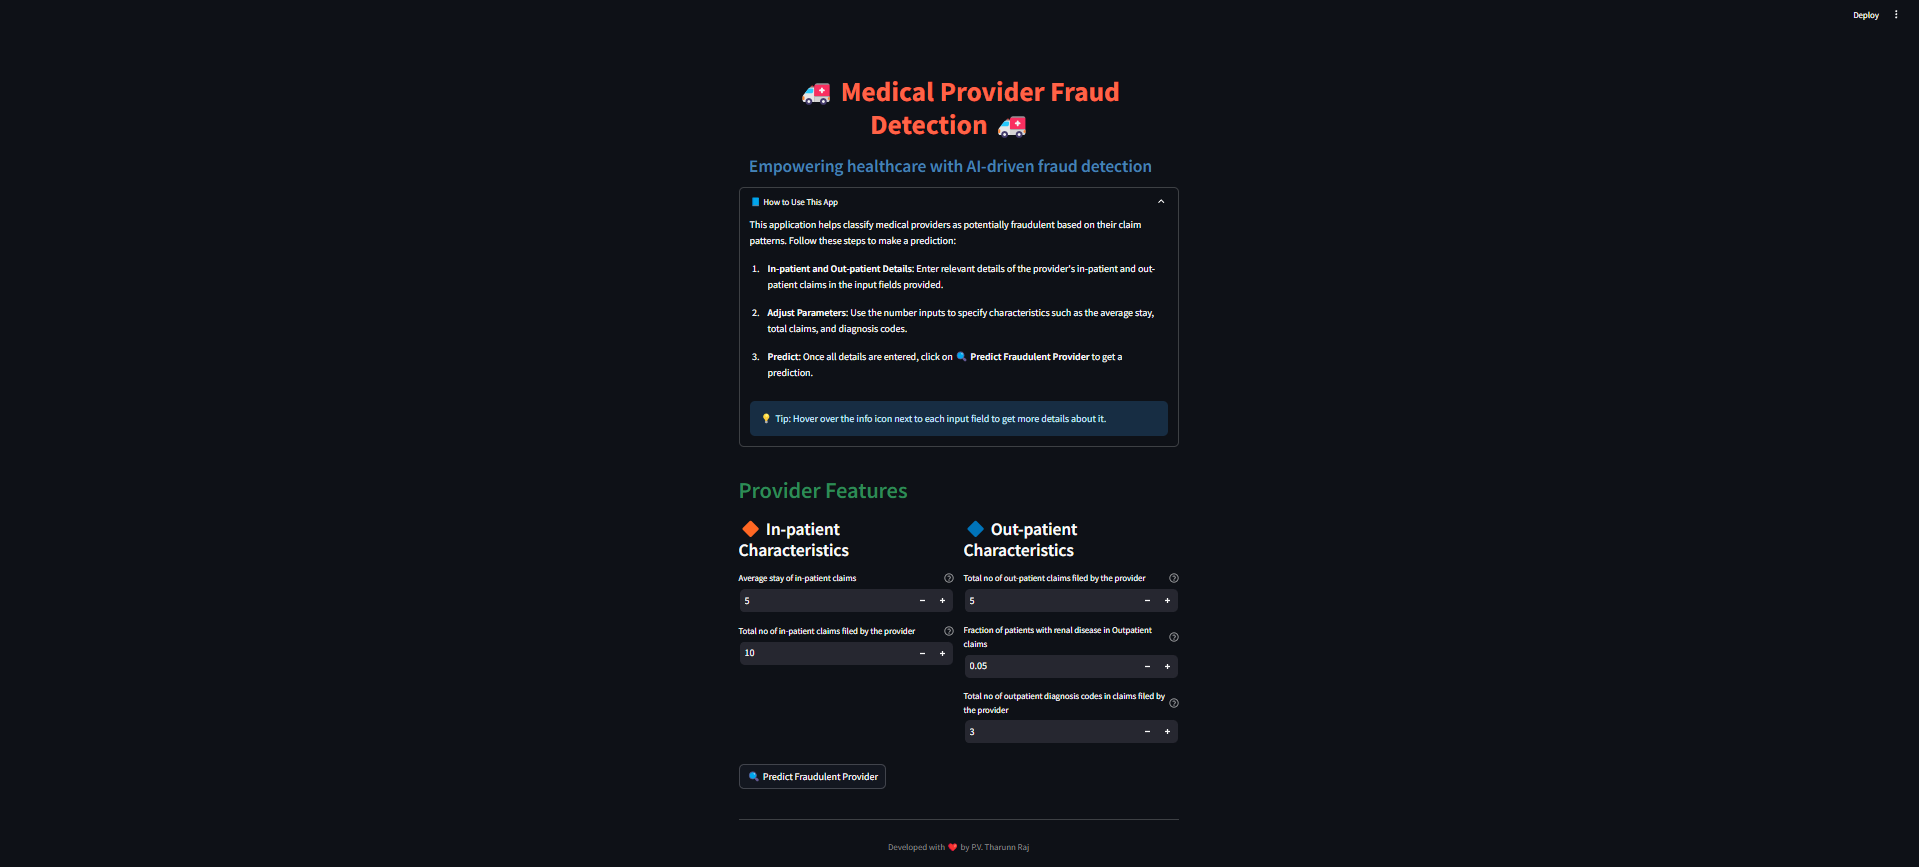 Deploy
Medical Provider Fraud
Detection
Empowering healthcare with AI-driven fraud detection
How to Use This App
This application helps classify medical providers as potentially fraudulent based on their claim
patterns. Follow these steps to make a prediction:
1. In-patient and Out-patient Details: Enter relevant details of the provider's in-patient and out-
patient claims in the input fields provided.
2. Adjust Parameters: Use the number inputs to specify characteristics such as the average stay,
total claims, and diagnosis codes.
3. Predict: Once all details are entered, click on 🔍 Predict Fraudulent Provider to get a
prediction.
Tip: Hover over the info icon next to each input field to get more details about it.
Provider Features
In-patient
Characteristics
Average stay of in-patient claims
5
Total no of in-patient claims filed by the provider
10
Out-patient
Characteristics
Total no of out-patient claims filed by the provider
5
Fraction of patients with renal disease in Outpatient
claims
0.05
Total no of outpatient diagnosis codes in claims filed by
the provider
3
Predict Fraudulent Provider
Developed with ❤️ by P.V. Tharunn Raj